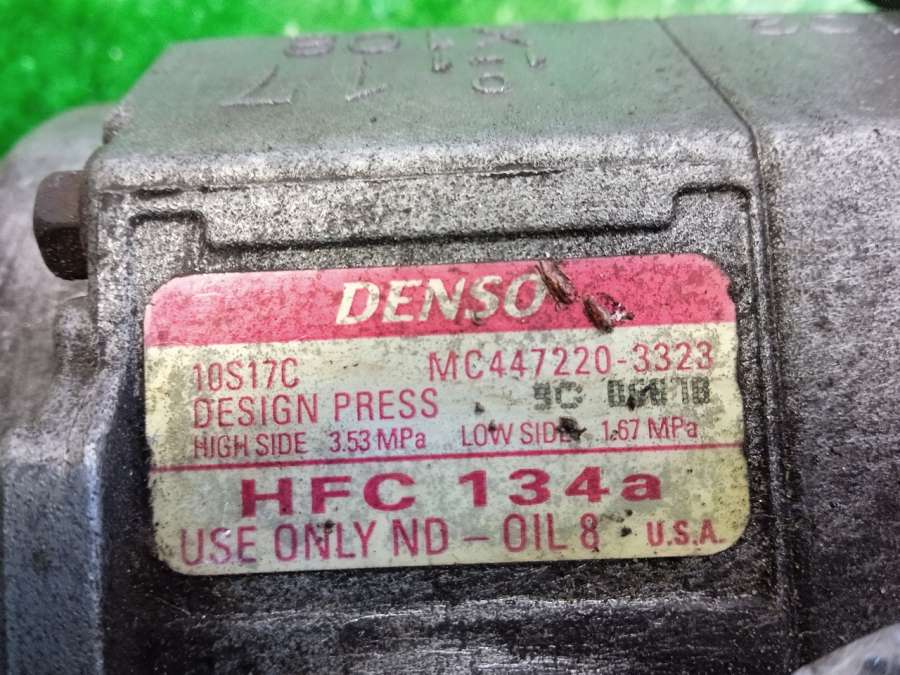 DENSO
10S17C MC447220-3323
DESIGN PRESS
HIGH SIDE 3.53 MPa LOW SIDE 1.67 MPa
HFC 134a
USE ONLY ND-OIL 8 U.S.A.